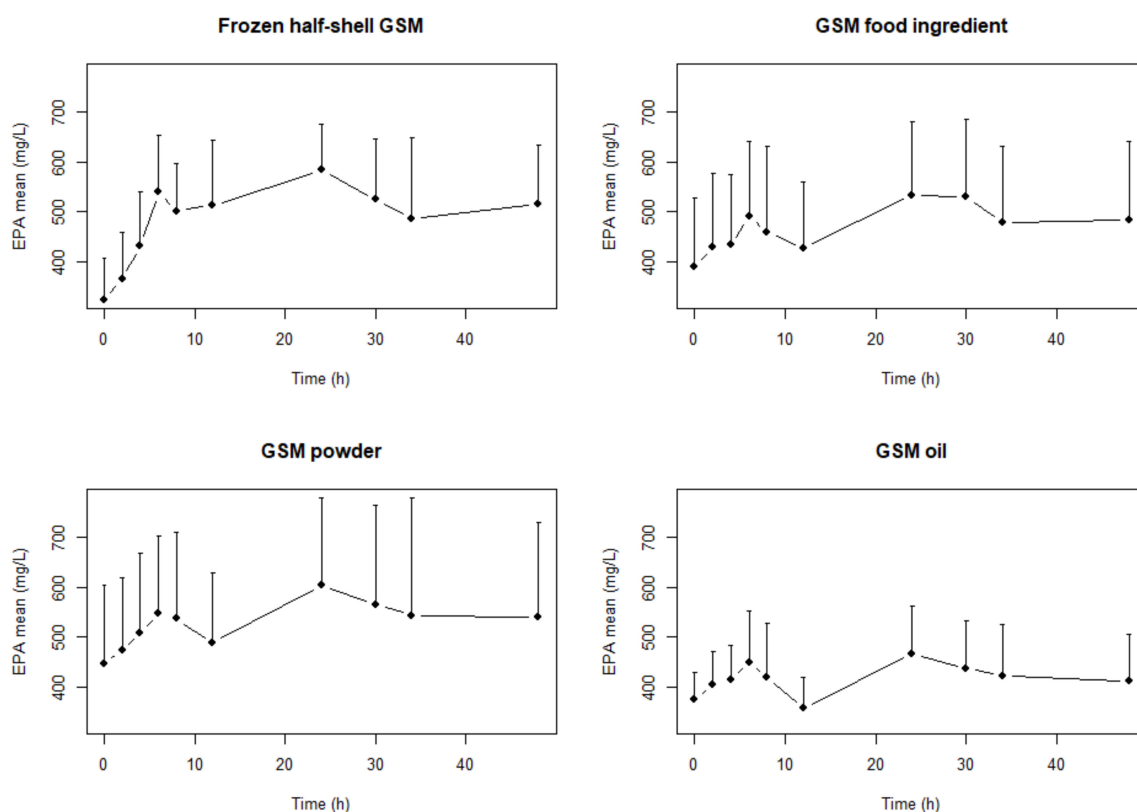 Frozen half-shell GSM
EPA mean (mg/L)
700
600
500
400
0 10 20 30 40
Time (h)
GSM food ingredient
EPA mean (mg/L)
700
600
500
400
0 10 20 30 40
Time (h)
GSM powder
EPA mean (mg/L)
700
600
500
400
0 10 20 30 40
Time (h)
GSM oil
EPA mean (mg/L)
700
600
500
400
0 10 20 30 40
Time (h)